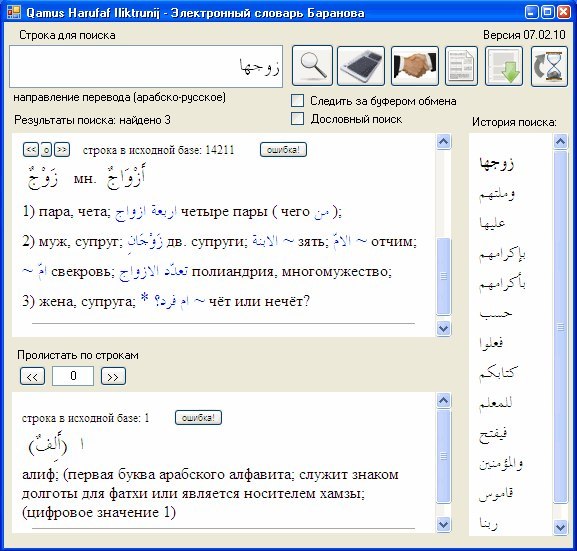 Qamus Harufaf Iliktrunij - Электронный словарь Баранова
Строка для поиска
Версия 07.02.10
زوجها
направление перевода (арабско-русское)
Следить за буфером обмена
Дословный поиск
Результаты поиска: найдено 3
История поиска:
<< o >> строка в исходной базе: 14211 ошибка!
زَوْجٌ мн. أَزْوَاجٌ
1) пара, чета; اربعة ازواج четыре пары ( чего من );
2) муж, супруг; زَوْجَانِ дв. супруги; الابنة ~ зять; الامّ ~ отчим;
~ امّ свекровь; تعدّد الازواج полиандрия, многомужество;
3) жена, супруга; * ام فرد؟ ~ чёт или нечёт?
Пролистать по строкам
<< 0 >>
строка в исходной базе: 1 ошибка!
ا (أَلِفٌ)
алиф; (первая буква арабского алфавита; служит знаком
долготы для фатхи или является носителем хамзы;
(цифровое значение 1)
زوجها
وملتهم
عليها
بإكرامهم
بأكرامهم
حسب
فعلوا
كتابكم
للمعلم
فيفتح
والمؤمنين
قاموس
ربنا